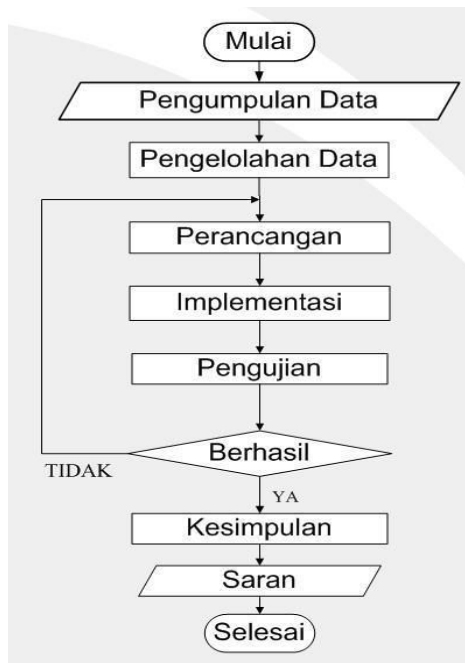 Mulai
Pengumpulan Data
Pengelolahan Data
Perancangan
Implementasi
Pengujian
Berhasil
TIDAK
YA
Kesimpulan
Saran
Selesai